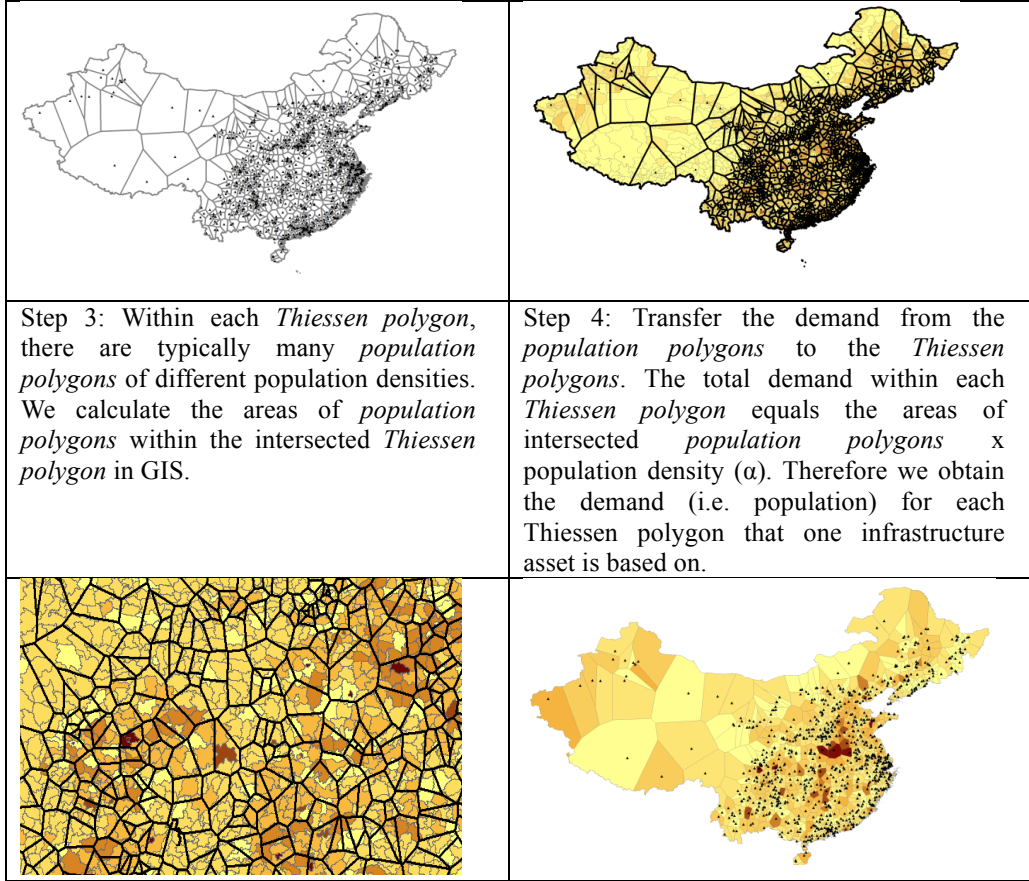 Step 3: Within each Thiessen polygon,
there are typically many population
polygons of different population densities.
We calculate the areas of population
polygons within the intersected Thiessen
polygon in GIS.
Step 4: Transfer the demand from the
population polygons to the Thiessen
polygons. The total demand within each
Thiessen polygon equals the areas of
intersected population polygons x
population density (α). Therefore we obtain
the demand (i.e. population) for each
Thiessen polygon that one infrastructure
asset is based on.